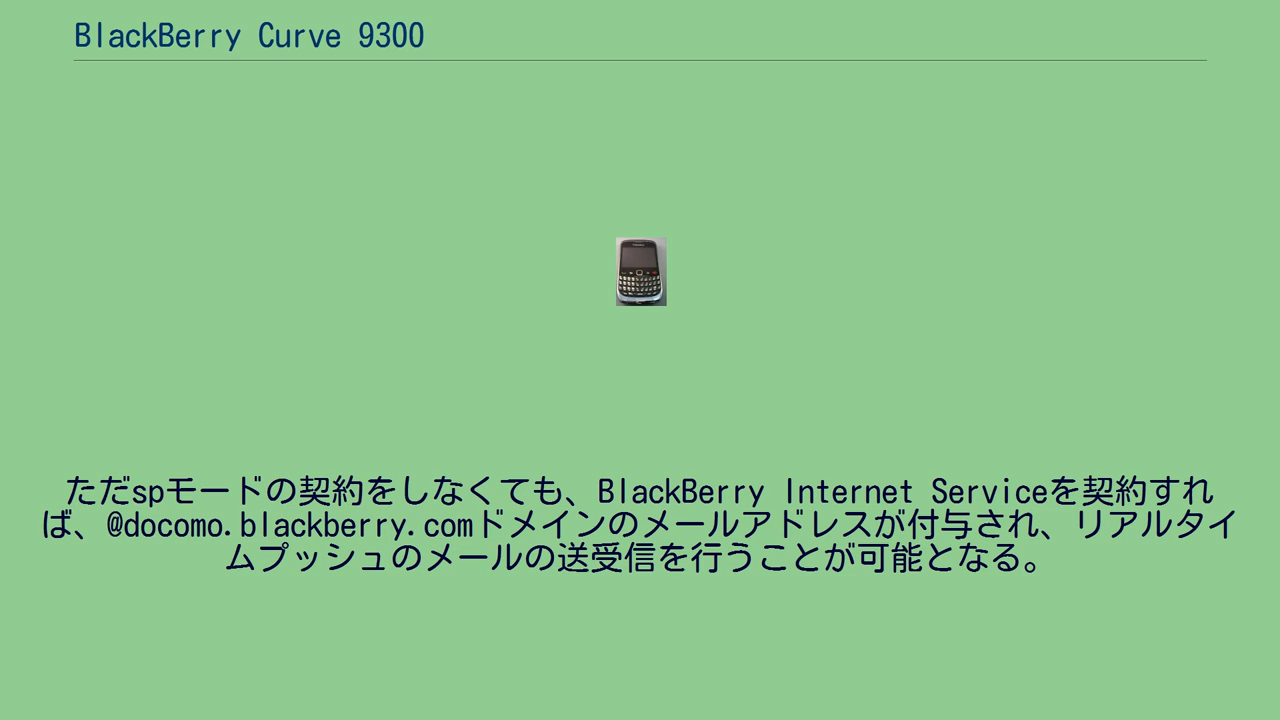 BlackBerry Curve 9300
ただspモードの契約をしなくても、BlackBerry Internet Serviceを契約すれ
ば、@docomo.blackberry.comドメインのメールアドレスが付与され、リアルタイ
ムプッシュのメールの送受信を行うことが可能となる。